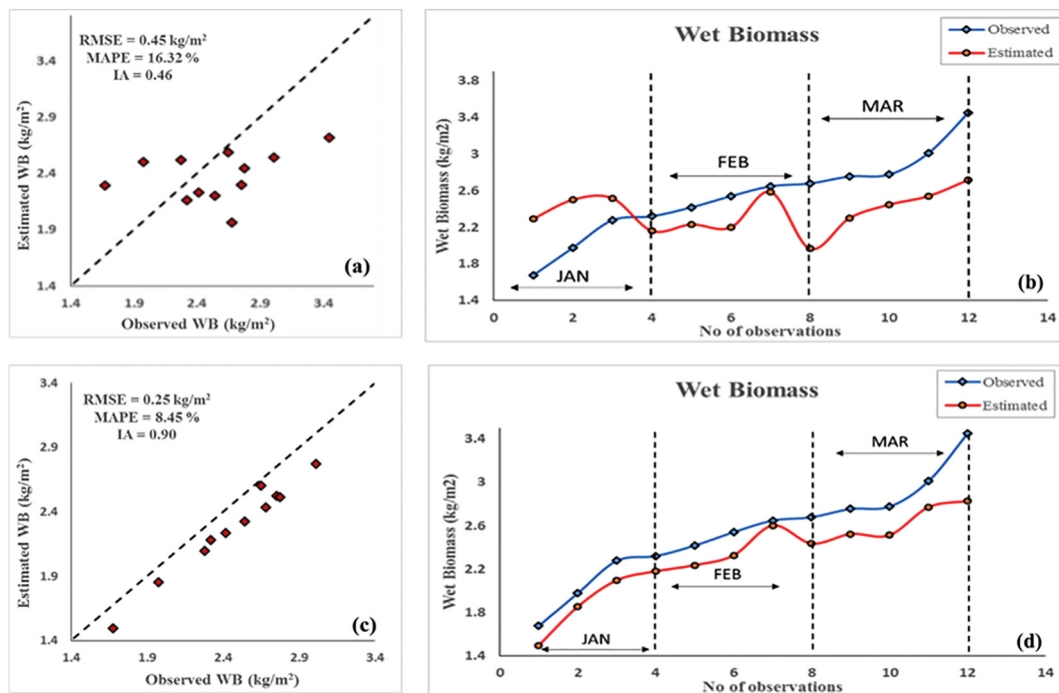 RMSE = 0.45 kg/m²
MAPE = 16.32 %
IA = 0.46
3.4
2.9
2.4
1.9
1.4
Estimated WB (kg/m²)
1.4 1.9 2.4 2.9 3.4
Observed WB (kg/m²)
(a)
Wet Biomass
Observed
Estimated
3.8
3.4
3
2.6
2.2
1.8
1.4
Wet Biomass (kg/m2)
JAN
FEB
MAR
(b)
0 2 4 6 8 10 12 14
No of observations
RMSE = 0.25 kg/m²
MAPE = 8.45 %
IA = 0.90
3.4
2.9
2.4
1.9
1.4
Estimated WB (kg/m²)
1.4 1.9 2.4 2.9 3.4
Observed WB (kg/m²)
(c)
Wet Biomass
Observed
Estimated
3.4
3
2.6
2.2
1.8
1.4
Wet Biomass (kg/m2)
JAN
FEB
MAR
(d)
0 2 4 6 8 10 12 14
No of observations